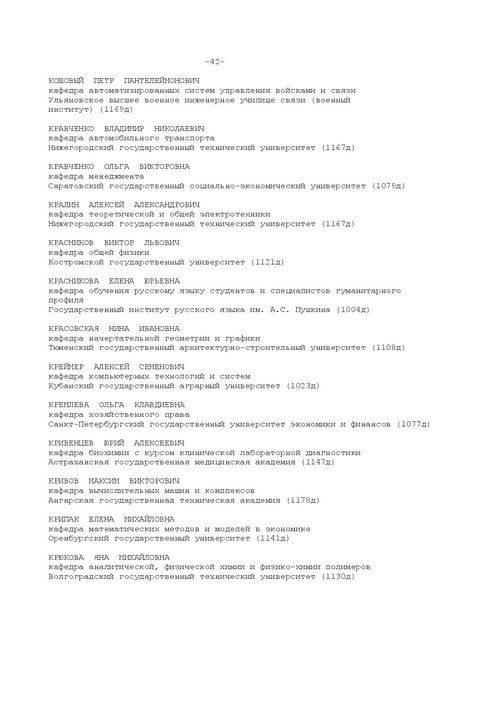 -42-
КОШОВЫЙ ПЕТР ПАНТЕЛЕЙМОНОВИЧ
кафедра автоматизированных систем управления войсками и связи
Ульяновское высшее военное инженерное училище связи (военный
институт) (1169д)
КРАВЧЕНКО ВЛАДИМИР НИКОЛАЕВИЧ
кафедра автомобильного транспорта
Нижегородский государственный технический университет (1167д)
КРАВЧЕНКО ОЛЬГА ВИКТОРОВНА
кафедра менеджмента
Саратовский государственный социально-экономический университет (1079д)
КРАЛИН АЛЕКСЕЙ АЛЕКСАНДРОВИЧ
кафедра теоретической и общей электротехники
Нижегородский государственный технический университет (1167д)
КРАСНИКОВ ВИКТОР ЛЬВОВИЧ
кафедра общей физики
Костромской государственный университет (1121д)
КРАСНИКОВА ЕЛЕНА ЮРЬЕВНА
кафедра обучения русскому языку студентов и специалистов гуманитарного
профиля
Государственный институт русского языка им. А.С. Пушкина (1004д)
КРАСОВСКАЯ НИНА ИВАНОВНА
кафедра начертательной геометрии и графики
Тюменский государственный архитектурно-строительный университет (1108д)
КРЕЙМЕР АЛЕКСЕЙ СЕМЕНОВИЧ
кафедра компьютерных технологий и систем
Кубанский государственный аграрный университет (1023д)
КРЕМЛЕВА ОЛЬГА КЛАВДИЕВНА
кафедра хозяйственного права
Санкт-Петербургский государственный университет экономики и финансов (1077д)
КРИВЕНЦЕВ ЮРИЙ АЛЕКСЕЕВИЧ
кафедра биохимии с курсом клинической лабораторной диагностики
Астраханская государственная медицинская академия (1147д)
КРИВОВ МАКСИМ ВИКТОРОВИЧ
кафедра вычислительных машин и комплексов
Ангарская государственная техническая академия (1178д)
КРИПАК ЕЛЕНА МИХАЙЛОВНА
кафедра математических методов и моделей в экономике
Оренбургский государственный университет (1141д)
КРЮКОВА ЯНА МИХАЙЛОВНА
кафедра аналитической, физической химии и физико-химии полимеров
Волгоградский государственный технический университет (1130д)